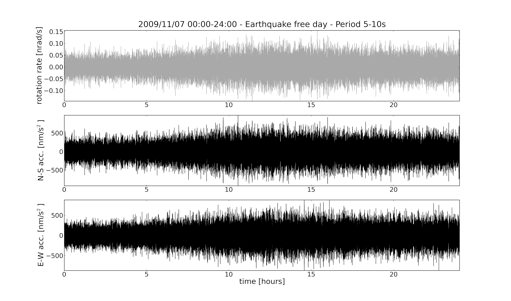 2009/11/07 00:00-24:00 - Earthquake free day - Period 5-10s
rotation rate [nrad/s]
0.15
0.10
0.05
0.00
−0.05
−0.10
0 5 10 15 20
N-S acc. [nm/s²]
500
0
−500
0 5 10 15 20
E-W acc. [nm/s²]
500
0
−500
0 5 10 15 20
time [hours]